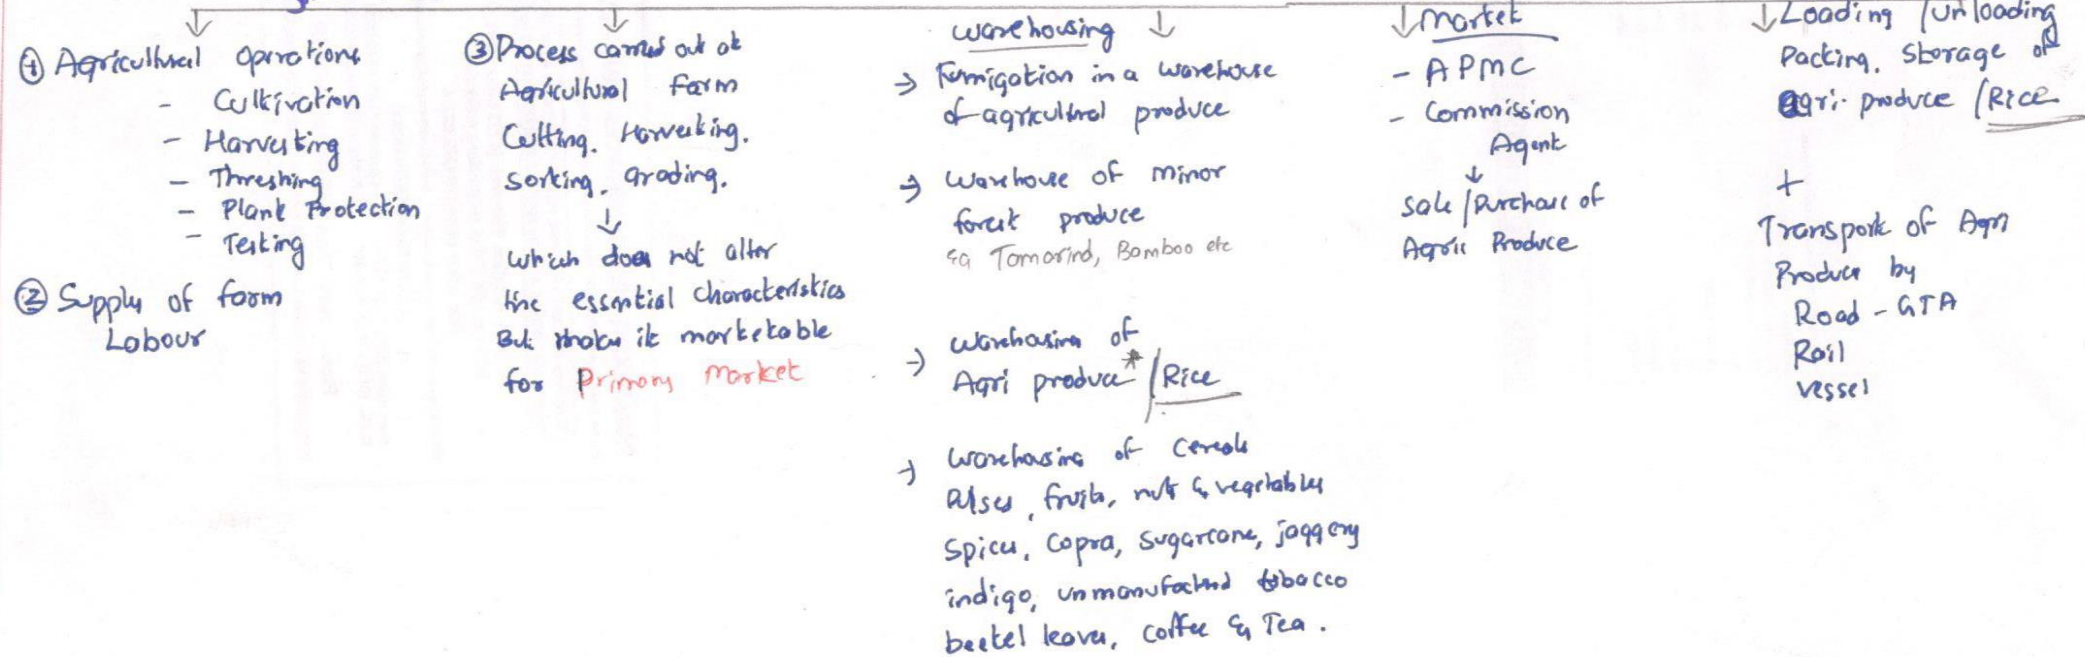 ① Agricultural Operations
- Cultivation
- Harvesting
- Threshing
- Plant Protection
- Testing
② Supply of farm
Labour
③ Process carried out at
Agricultural farm
Cutting, Harvesting,
Sorting, Grading.
↓
which does not alter
the essential characteristics
But makes it marketable
for Primary Market
warehousing
→ Fumigation in a warehouse
of agricultural produce
→ Warehouse of minor
forest produce
Eg Tamarind, Bamboo etc
→ Warehousing of
Agri produce* / Rice
→ Warehousing of Cereals
Pulses, fruits, nuts & vegetables
Spices, Copra, Sugarcane, jaggery
indigo, unmanufactured tobacco
beetel leaves, coffee & Tea.
Market
- APMC
- Commission
Agent
↓
Sale / Purchase of
Agri Produce
Loading / Unloading
Packing, Storage of
agri. produce / Rice
+
Transport of Agri
Produce by
Road - GTA
Rail
vessel